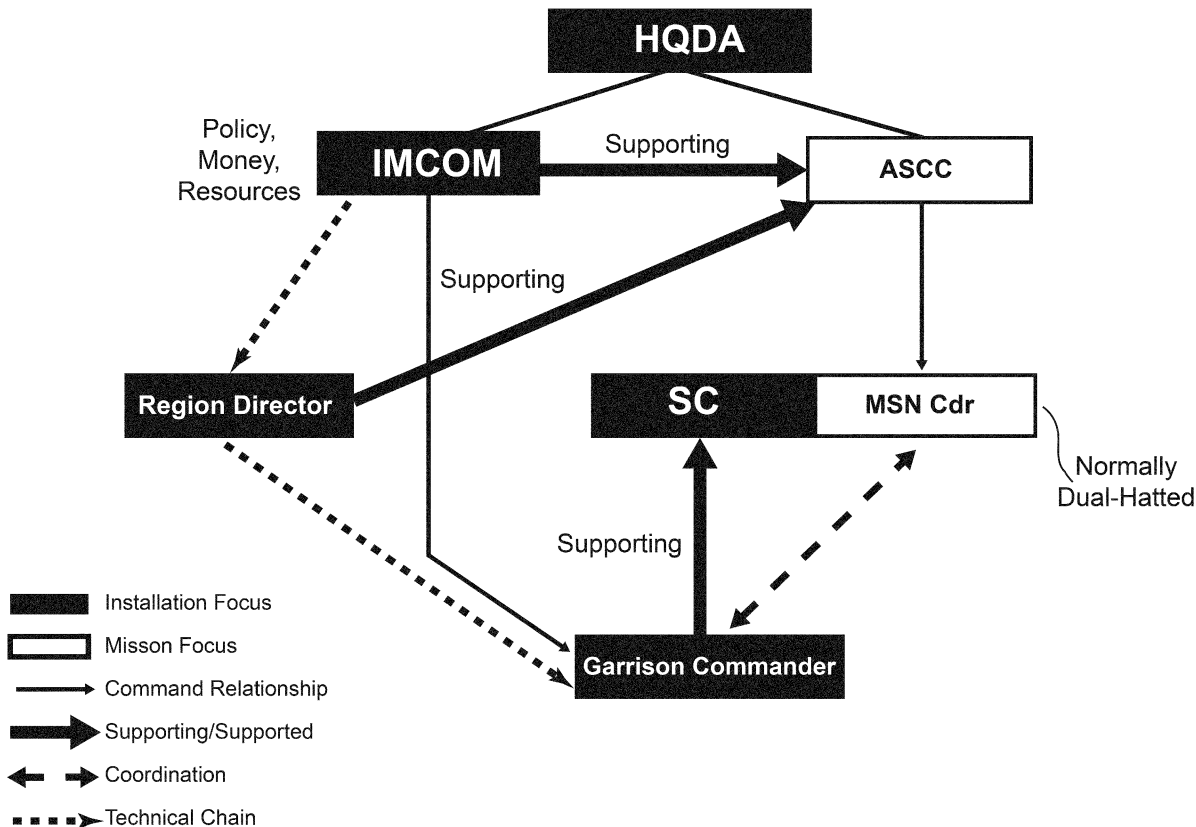 HQDA
Policy,
Money,
Resources
IMCOM
Supporting
ASCC
Supporting
Region Director
SC
MSN Cdr
Normally
Dual-Hatted
Supporting
Garrison Commander
Installation Focus
Misson Focus
Command Relationship
Supporting/Supported
Coordination
Technical Chain